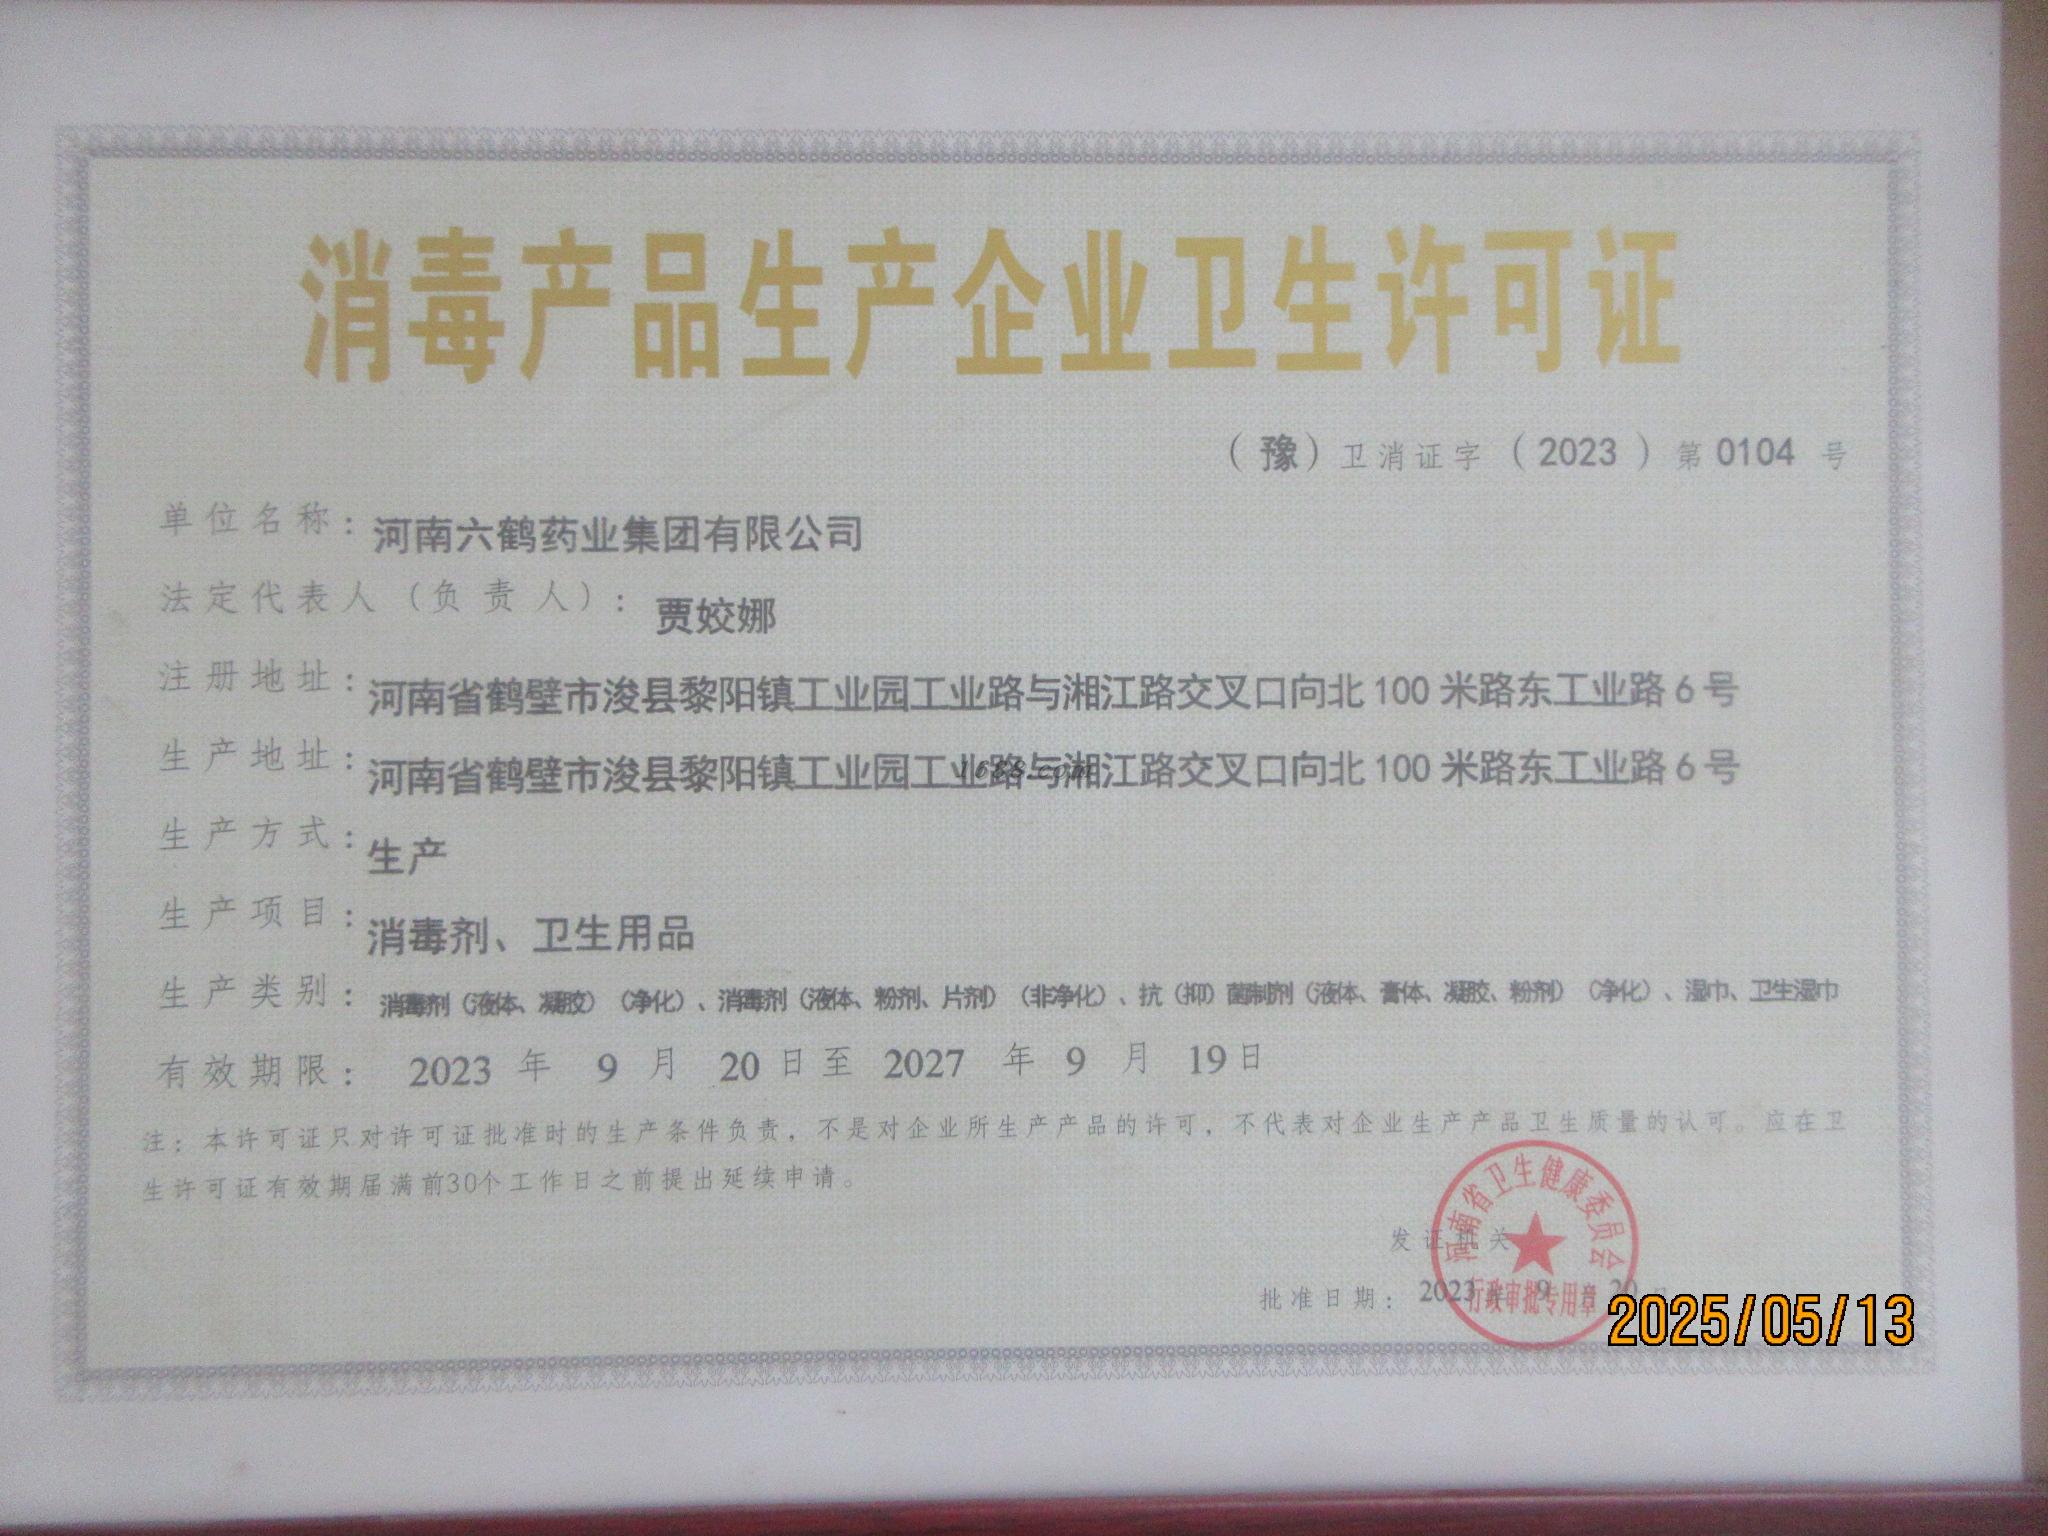 消毒产品生产企业卫生许可证
（豫）卫消证字（2023）第0104 号
单位名称：河南六鹤药业集团有限公司
法定代表人（负责人）：贾姣娜
注册地址：河南省鹤壁市浚县黎阳镇工业园工业路与湘江路交叉口向北100米路东工业路6号
生产地址：河南省鹤壁市浚县黎阳镇工业园工业路与湘江路交叉口向北100米路东工业路6号
1688.com
生产方式：生产
生产项目：消毒剂、卫生用品
生产类别：消毒剂（液体、凝胶）（净化）、消毒剂（液体、粉剂、片剂）（非净化）、抗（抑）菌制剂（液体、膏体、凝胶、粉剂）（净化）、湿巾、卫生湿巾
有效期限： 2023 年 9 月 20 日至 2027 年 9 月 19日
注：本许可证只对许可证批准时的生产条件负责，不是对企业所生产产品的许可，不代表对企业生产产品卫生质量的认可。应在卫
生许可证有效期届满前30个工作日之前提出延续申请。
河南省卫生健康委员会
发证机关
批准日期： 2023 年 9 月 20
行政审批专用章
2025/05/13